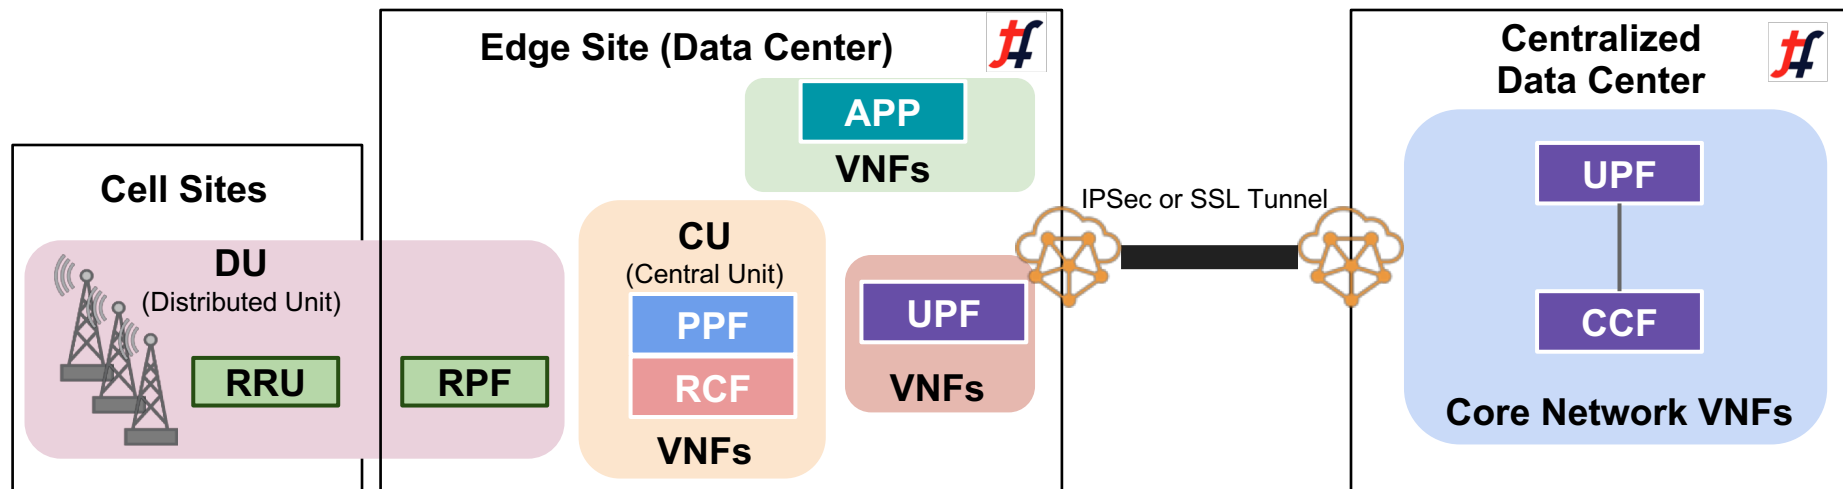 Cell Sites
DU
(Distributed Unit)
RRU
RPF
Edge Site (Data Center)
APP
VNFs
CU
(Central Unit)
PPF
RCF
VNFs
UPF
VNFs
IPSec or SSL Tunnel
Centralized
Data Center
UPF
CCF
Core Network VNFs